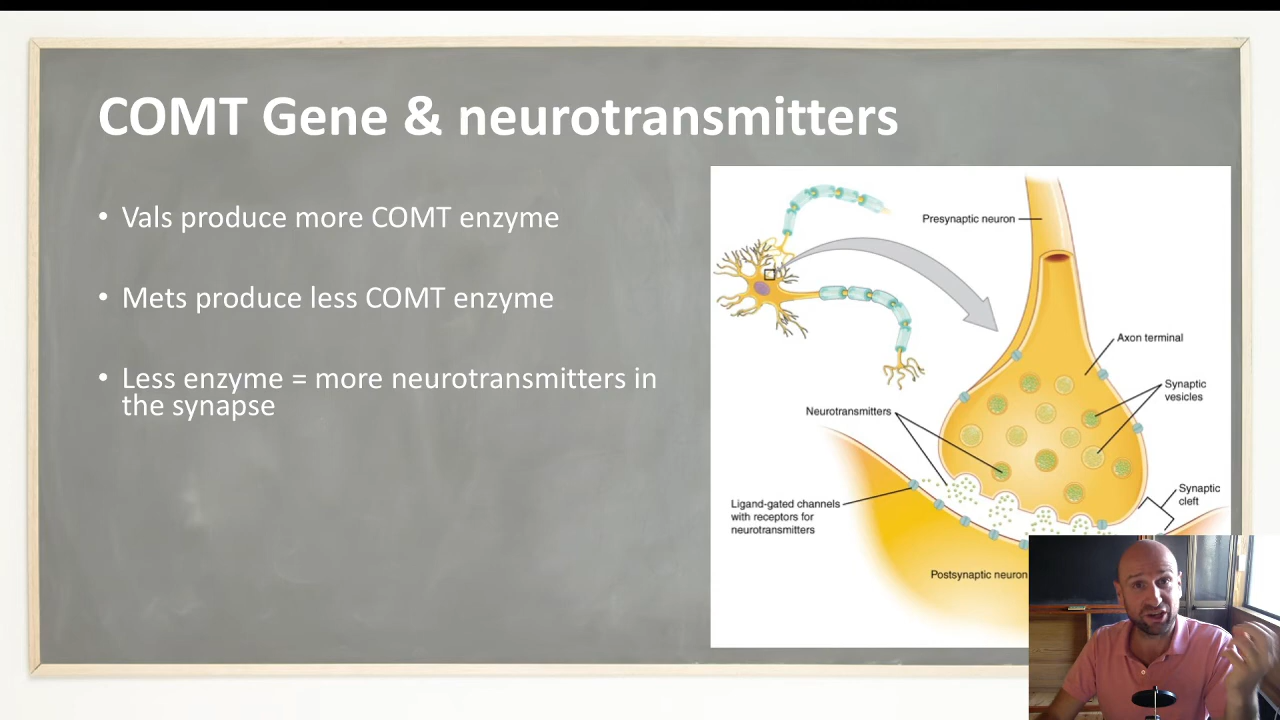 COMT Gene & neurotransmitters
• Vals produce more COMT enzyme
• Mets produce less COMT enzyme
• Less enzyme = more neurotransmitters in
the synapse
Presynaptic neuron
Axon terminal
Synaptic
vesicles
Neurotransmitters
Ligand-gated channels
with receptors for
neurotransmitters
Synaptic
cleft
Postsynaptic neuron